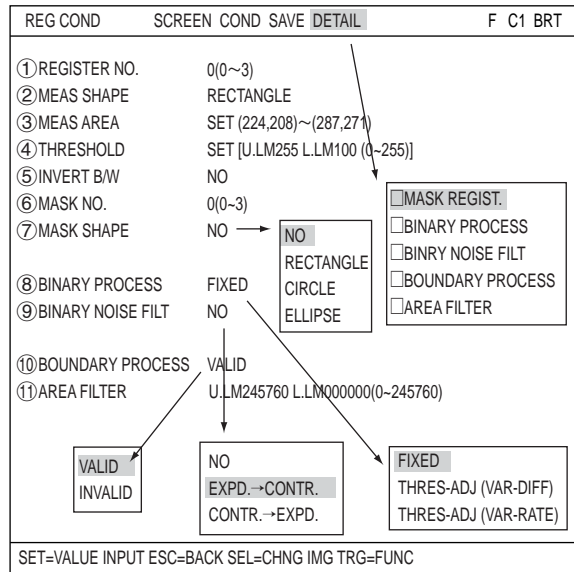 REG COND SCREEN COND SAVE DETAIL F C1 BRT
①REGISTER NO. 0(0~3)
②MEAS SHAPE RECTANGLE
③MEAS AREA SET (224,208)~(287,271)
④THRESHOLD SET [U.LM255 L.LM100 (0~255)]
⑤INVERT B/W NO
⑥MASK NO. 0(0~3)
⑦MASK SHAPE NO
NO
RECTANGLE
CIRCLE
ELLIPSE
MASK REGIST.
BINARY PROCESS
BINRY NOISE FILT
BOUNDARY PROCESS
AREA FILTER
⑧BINARY PROCESS FIXED
⑨BINARY NOISE FILT NO
⑩BOUNDARY PROCESS VALID
⑪AREA FILTER U.LM245760 L.LM000000(0~245760)
VALID
INVALID
NO
EXPD.→CONTR.
CONTR.→EXPD.
FIXED
THRES-ADJ (VAR-DIFF)
THRES-ADJ (VAR-RATE)
SET=VALUE INPUT ESC=BACK SEL=CHNG IMG TRG=FUNC